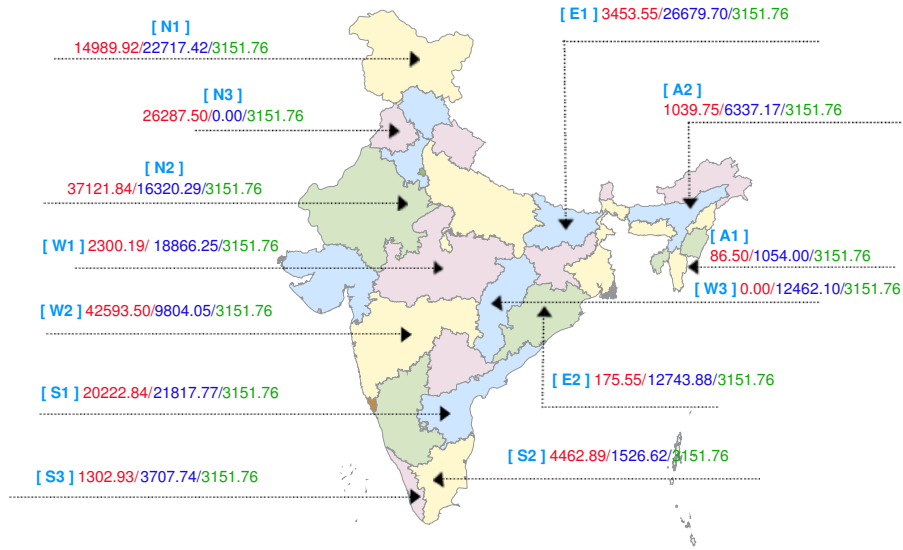 [ N1 ]
14989.92/22717.42/3151.76
[ E1 ] 3453.55/26679.70/3151.76
[ N3 ]
26287.50/0.00/3151.76
[ A2 ]
1039.75/6337.17/3151.76
[ N2 ]
37121.84/16320.29/3151.76
[ W1 ] 2300.19/ 18866.25/3151.76
[ A1 ]
86.50/1054.00/3151.76
[ W3 ] 0.00/12462.10/3151.76
[ W2 ] 42593.50/9804.05/3151.76
[ E2 ] 175.55/12743.88/3151.76
[ S1 ] 20222.84/21817.77/3151.76
[ S2 ] 4462.89/1526.62/3151.76
[ S3 ] 1302.93/3707.74/3151.76